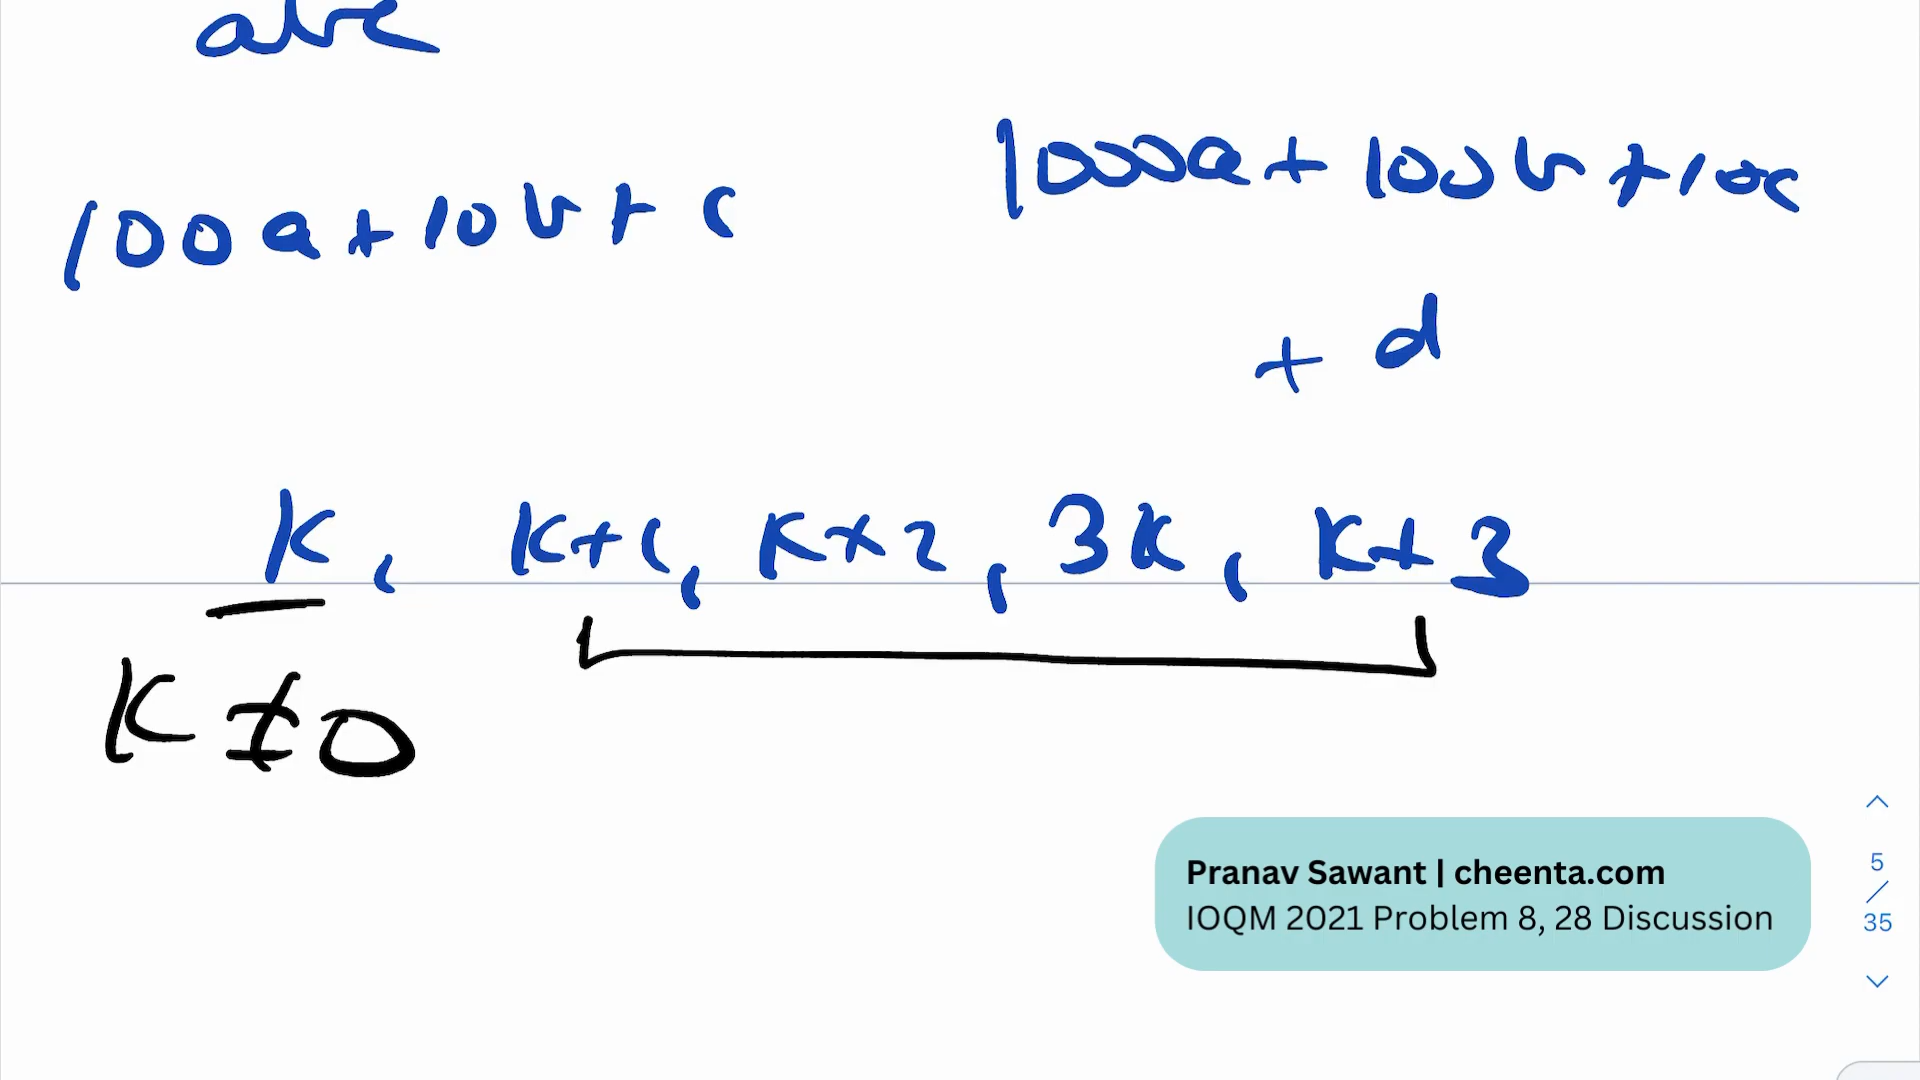 abc
100a+10b+c
1000a+100b+10c
+ d
k, k+1, k+2, 3k, k+3
k≠0
Pranav Sawant | cheenta.com
IOQM 2021 Problem 8, 28 Discussion
5
/
35